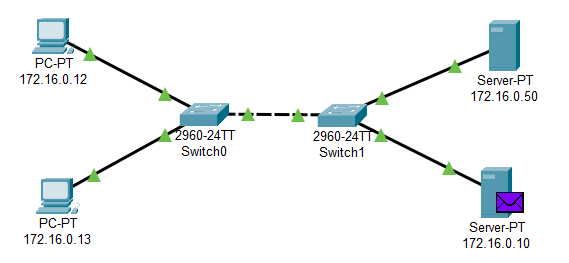 PC-PT
172.16.0.12
Server-PT
172.16.0.50
2960-24TT
Switch0
2960-24TT
Switch1
PC-PT
172.16.0.13
Server-PT
172.16.0.10